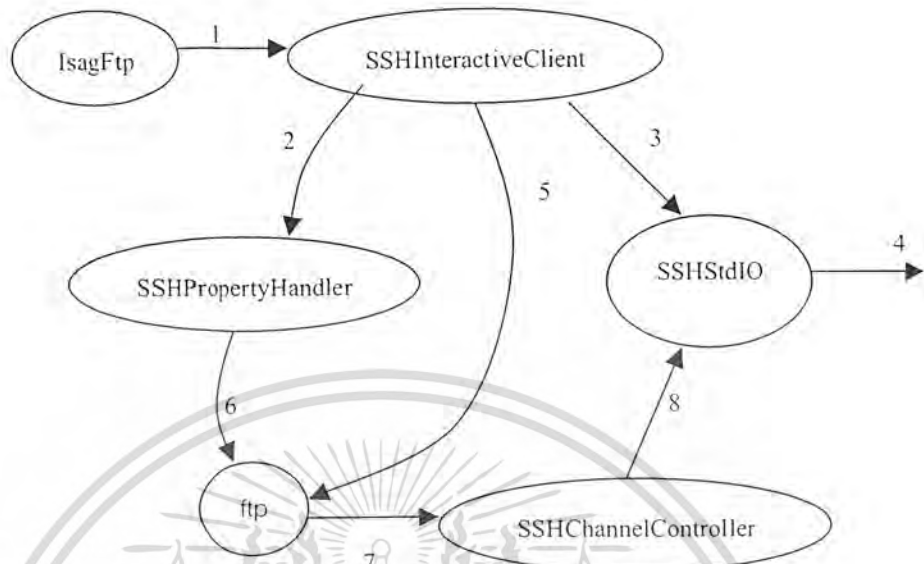 1
IsagFtp
SSHInteractiveClient
2
3
5
4
SSHStdIO
SSHPropertyHandler
6
8
ftp
SSHChannelController
7